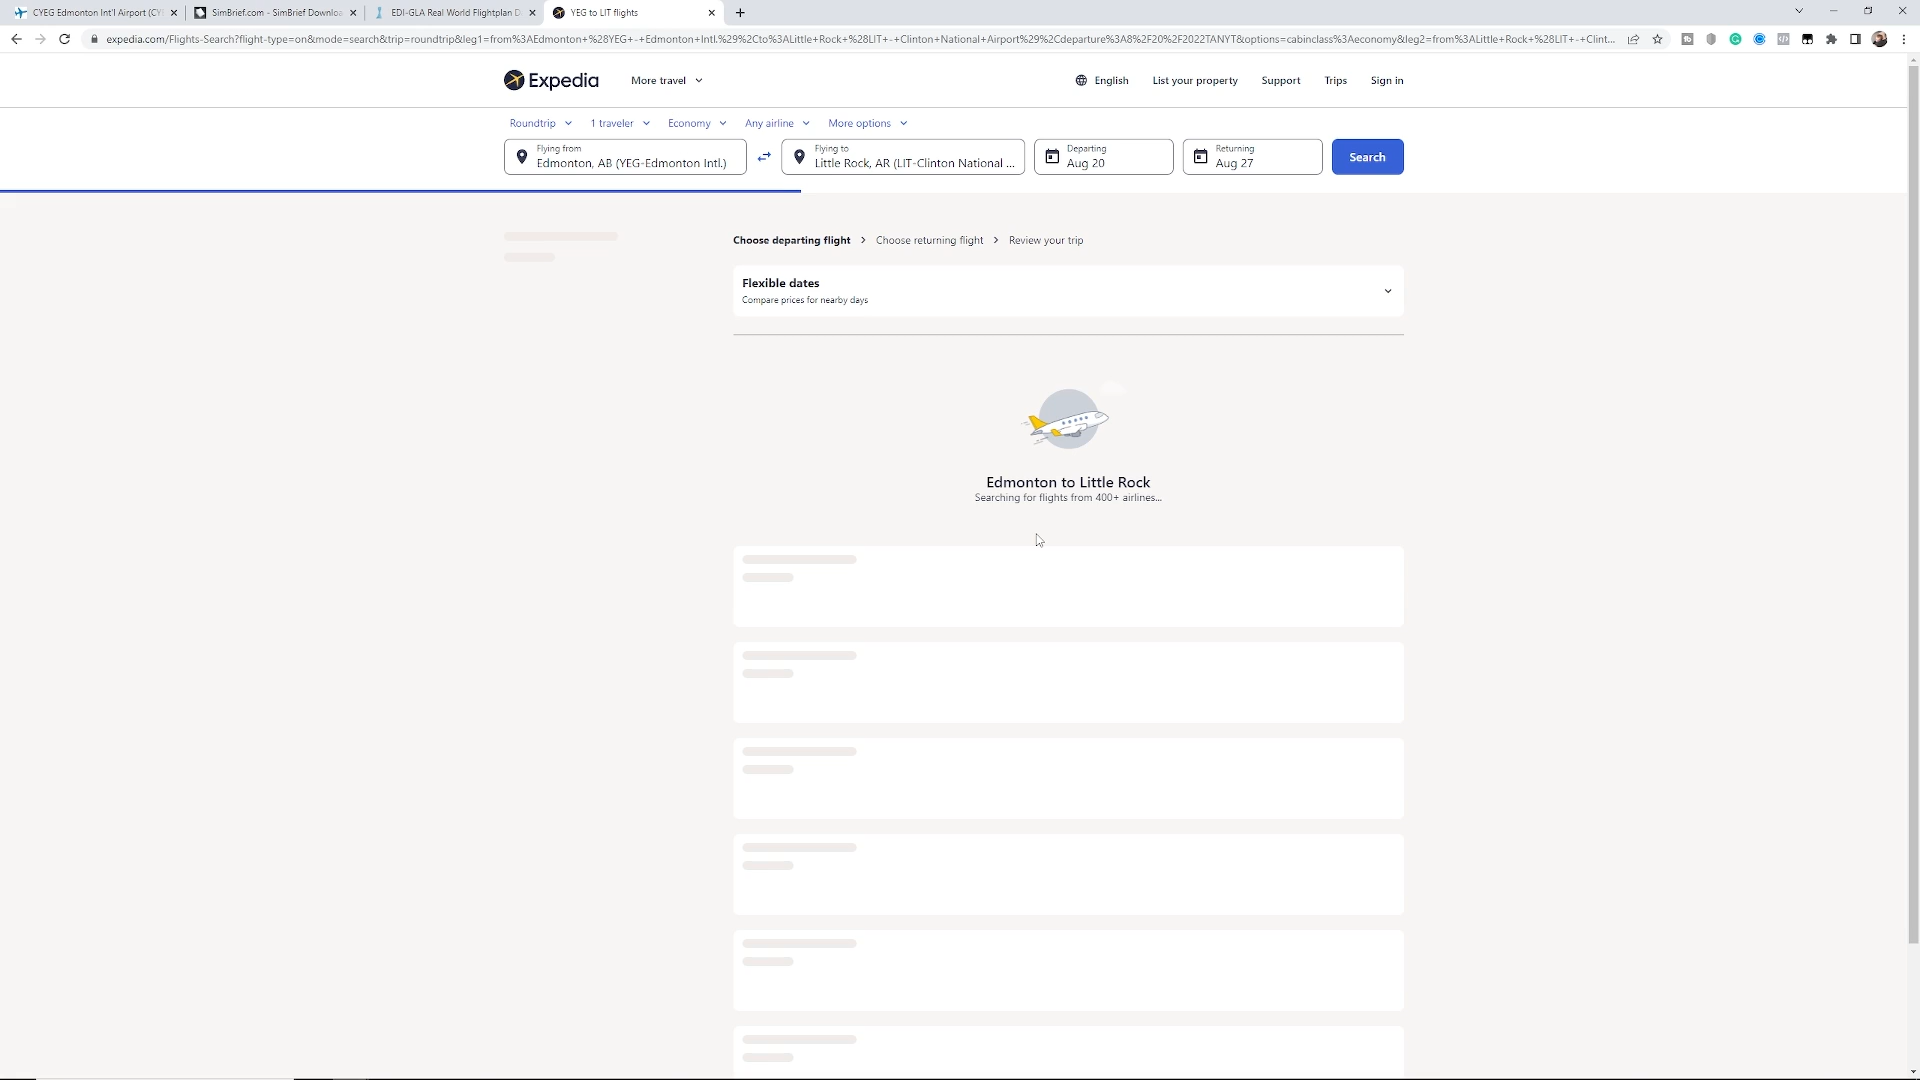 CYEG Edmonton Int'l Airport (CY
SimBrief.com - SimBrief Downloa
EDI-GLA Real World Flightplan D
YEG to LIT flights
expedia.com/Flights-Search?flight-type=on&mode=search&trip=roundtrip&leg1=from%3AEdmonton+%28YEG+-+Edmonton+Intl.%29%2Cto%3ALittle+Rock+%28LIT+-+Clinton+National+Airport%29%2Cdeparture%3A8%2F20%2F2022TANYT&options=cabinclass%3Aeconomy&leg2=from%3ALittle+Rock+%28LIT+-+Clint...
Expedia
More travel
English
List your property
Support
Trips
Sign in
Roundtrip
1 traveler
Economy
Any airline
More options
Flying from
Edmonton, AB (YEG-Edmonton Intl.)
Flying to
Little Rock, AR (LIT-Clinton National ...
Departing
Aug 20
Returning
Aug 27
Search
Choose departing flight > Choose returning flight > Review your trip
Flexible dates
Compare prices for nearby days
Edmonton to Little Rock
Searching for flights from 400+ airlines...